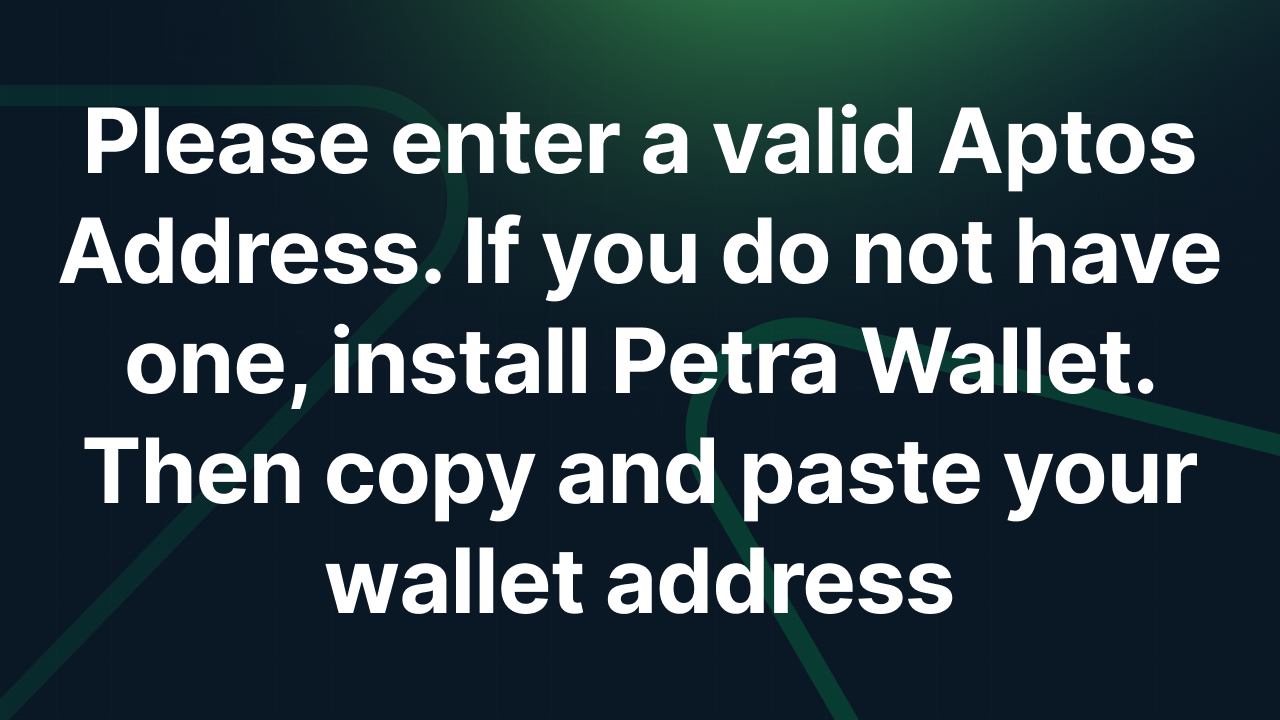 Please enter a valid Aptos
Address. If you do not have
one, install Petra Wallet.
Then copy and paste your
wallet address